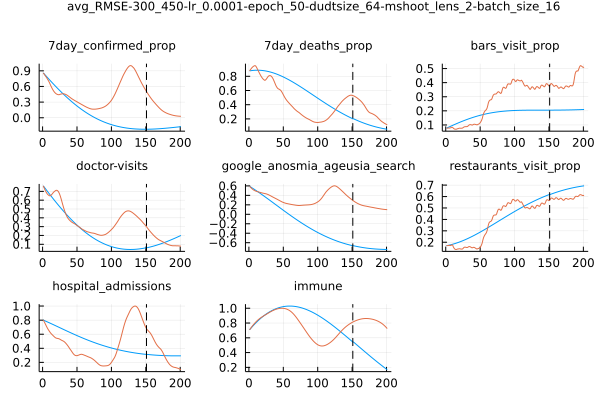 avg_RMSE-300_450-lr_0.0001-epoch_50-dudtsize_64-mshoot_lens_2-batch_size_16
7day_confirmed_prop 7day_deaths_prop bars_visit_prop
0.9 0.8 0.5
0.6 0.6 0.4
0.3 0.4 0.3
0.0 0.2 0.2
0.1
0 50 100 150 200 0 50 100 150 200 0 50 100 150 200
doctor-visits google_anosmia_ageusia_search restaurants_visit_prop
0.7 0.6 0.7
0.6 0.4 0.6
0.5 0.2 0.5
0.4 0.0 0.4
0.3 −0.2 0.3
0.2 −0.4 0.2
0.1 −0.6
0 50 100 150 200 0 50 100 150 200 0 50 100 150 200
hospital_admissions immune
1.0 1.0
0.8 0.8
0.6 0.6
0.4 0.4
0.2 0.2
0 50 100 150 200 0 50 100 150 200